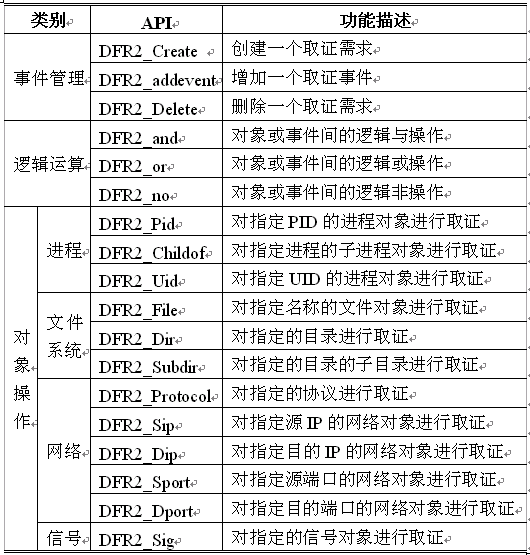 类别 API 功能描述
事件管理 DFR2_Create 创建一个取证需求
DFR2_addevent 增加一个取证事件
DFR2_Delete 删除一个取证需求
逻辑运算 DFR2_and 对象或事件间的逻辑与操作
DFR2_or 对象或事件间的逻辑或操作
DFR2_no 对象或事件间的逻辑非操作
对象操作 进程 DFR2_Pid 对指定 PID 的进程对象进行取证
DFR2_Childof 对指定进程的子进程对象进行取证
DFR2_Uid 对指定 UID 的进程对象进行取证
文件系统 DFR2_File 对指定名称的文件对象进行取证
DFR2_Dir 对指定的目录进行取证
DFR2_Subdir 对指定的目录的子目录进行取证
网络 DFR2_Protocol 对指定的协议进行取证
DFR2_Sip 对指定源 IP 的网络对象进行取证
DFR2_Dip 对指定目的 IP 的网络对象进行取证
DFR2_Sport 对指定源端口的网络对象进行取证
DFR2_Dport 对指定目的端口的网络对象进行取证
信号 DFR2_Sig 对指定的信号对象进行取证